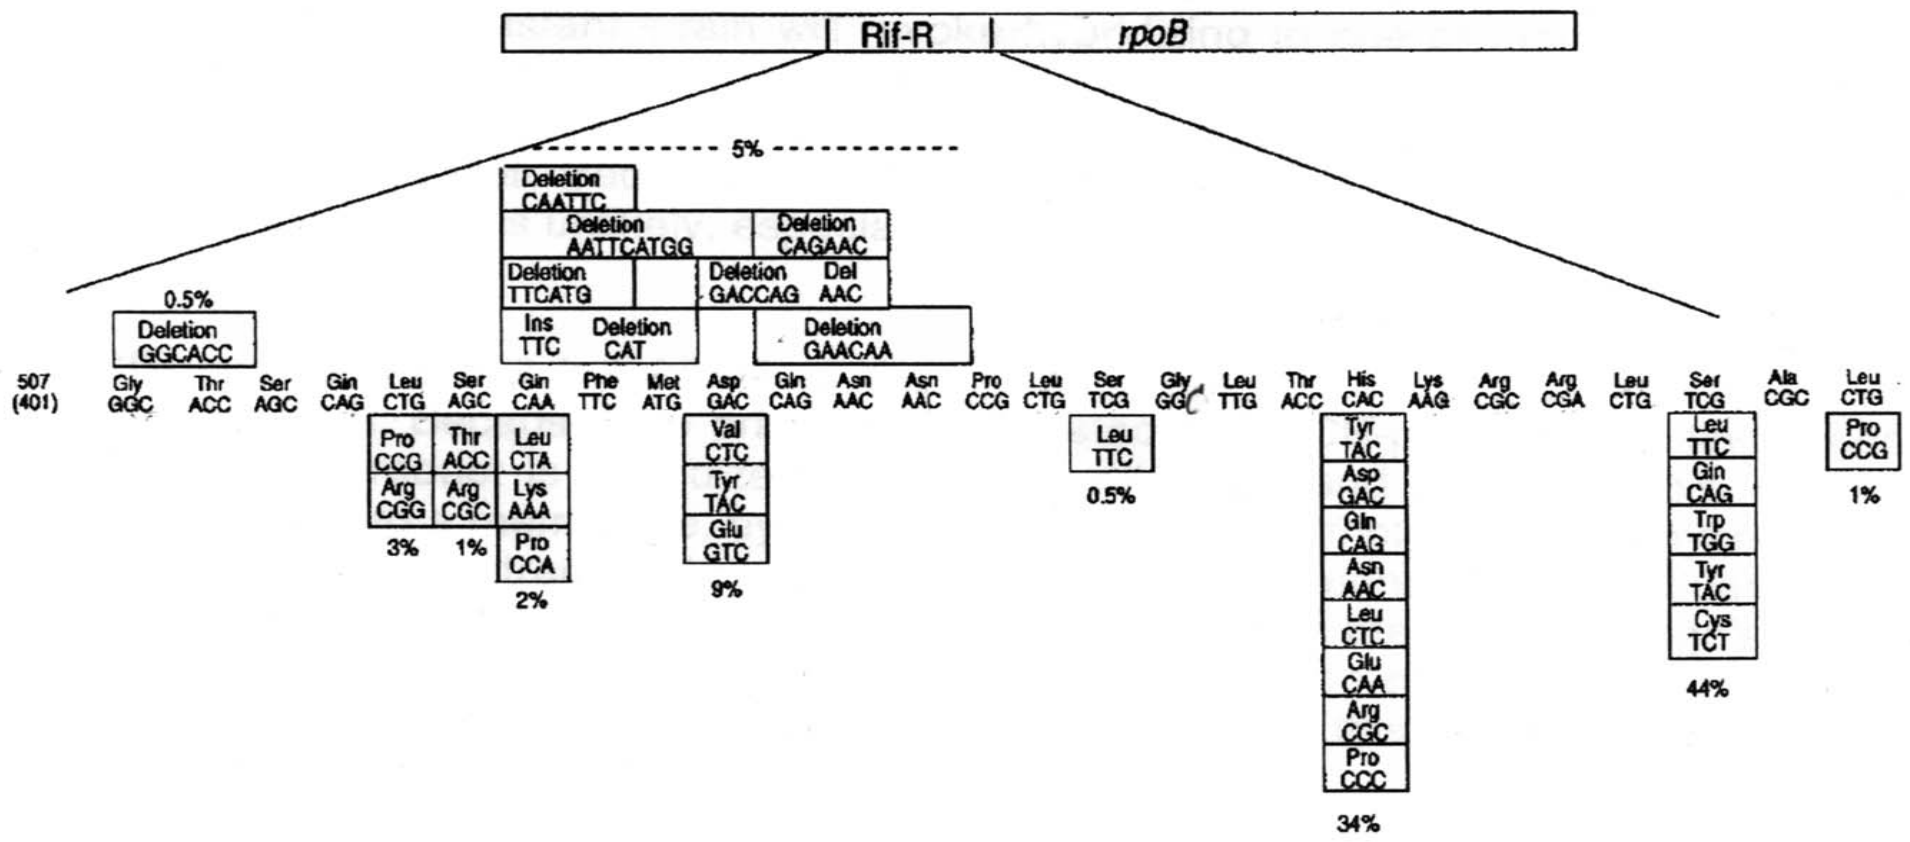 Rif-R rpoB
5%
Deletion
CAATTC
Deletion Deletion
AATTCATGG CAGAAC
Deletion Deletion Del
TTCATG GACCAG AAC
0.5%
Ins Deletion Deletion
TTC CAT GAACAA
Deletion
GGCACC
507 Gly Thr Ser Gln Leu Ser Gln Phe Met Asp Gln Asn Asn Pro Leu Ser Gly Leu Thr His Lys Arg Arg Leu Ser Ala Leu
(401) GGC ACC AGC CAG CTG AGC CAA TTC ATG GAC CAG AAC AAC CCG CTG TCG GGC TTG ACC CAC AAG CGC CGA CTG TCG CGC CTG
Pro Thr Leu Val Leu Tyr Leu Pro
CCG ACC CTA CTC TTC TAC TTC CCG
Arg Arg Lys Tyr Asp Gln
CGG CGC AAA TAC 0.5% GAC CAG 1%
Pro Glu Gln Trp
3% 1% CCA GTC CAG TGG
2% 9% Asn Tyr
AAC TAC
Leu Cys
CTC TCT
Glu
CAA 44%
Arg
CGC
Pro
CCC
34%